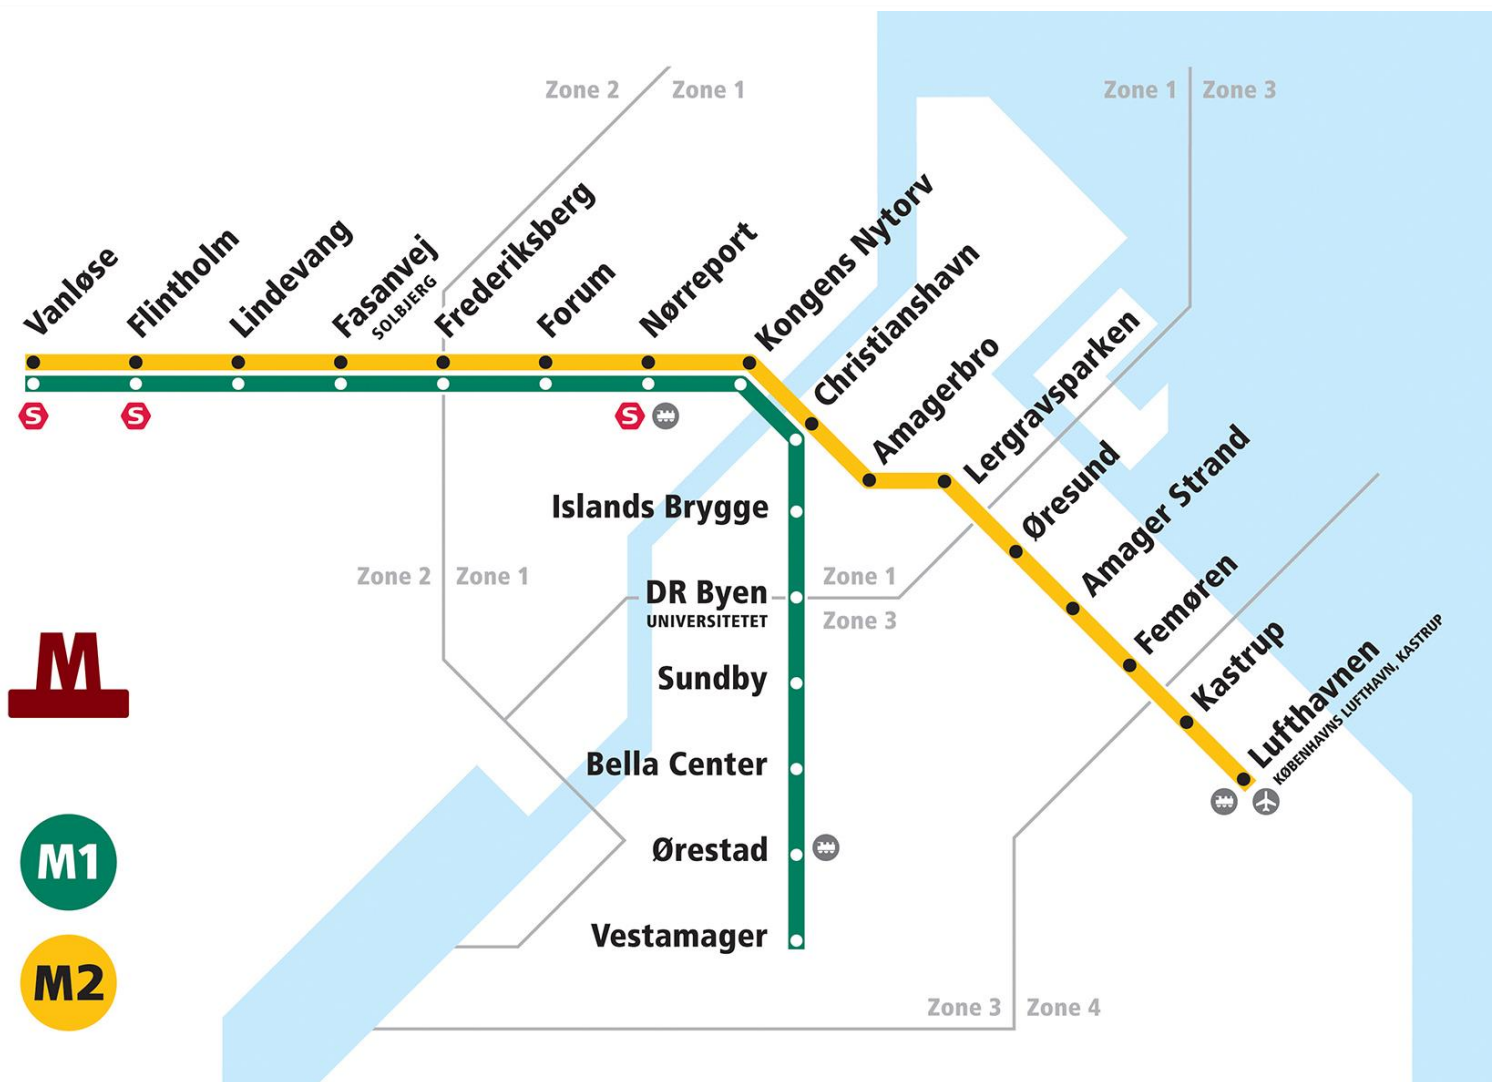 Zone 2
Zone 1
Zone 1
Zone 3
Vanløse
Flintholm
Lindevang
Fasanvej
SOLBJERG
Frederiksberg
Forum
Nørreport
Kongens Nytorv
Christianshavn
Amagerbro
Lergravsparken
Øresund
Amager Strand
Femøren
Kastrup
Lufthavnen
KØBENHAVNS LUFTHAVN, KASTRUP
S
S
S
Islands Brygge
Zone 2
Zone 1
DR Byen
UNIVERSITETET
Zone 1
Zone 3
Sundby
Bella Center
Ørestad
Vestamager
M
M1
M2
Zone 3
Zone 4